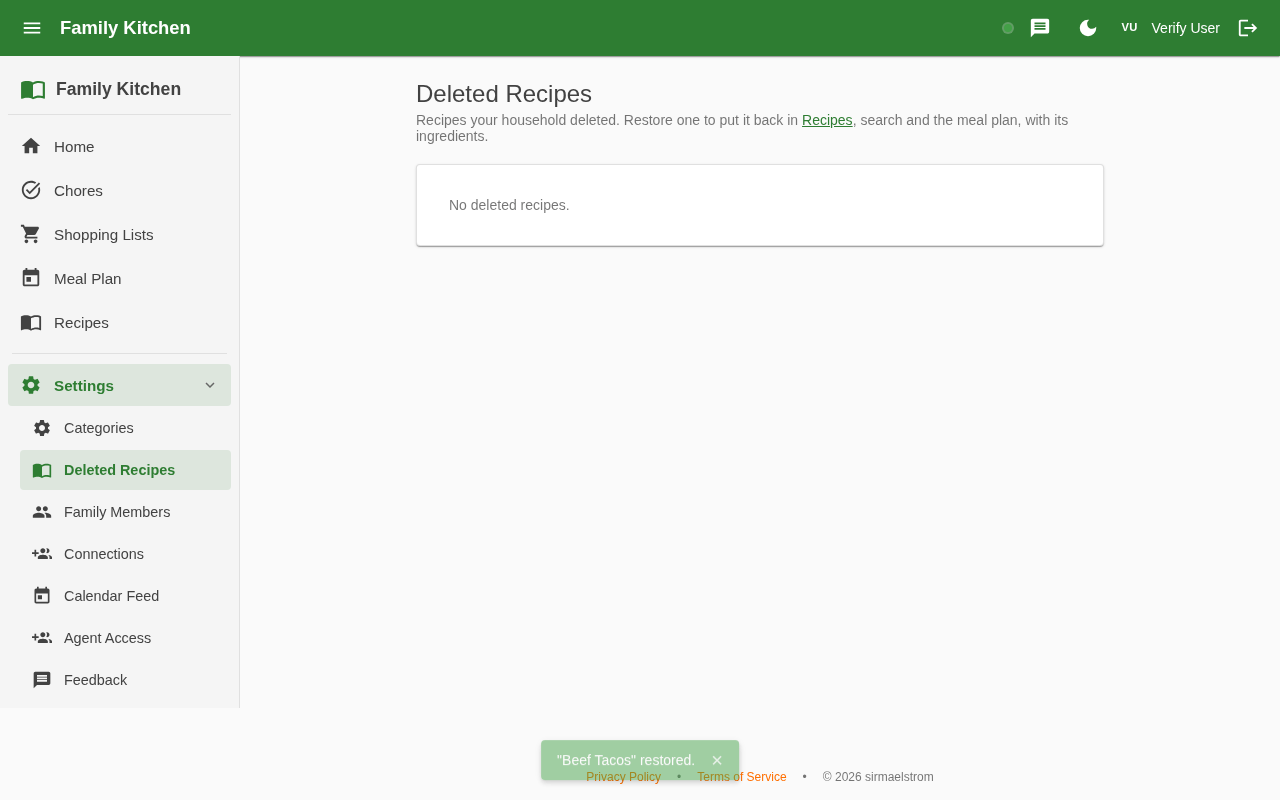 Family Kitchen
VU Verify User
Family Kitchen
Home
Chores
Shopping Lists
Meal Plan
Recipes
Settings
Categories
Deleted Recipes
Family Members
Connections
Calendar Feed
Agent Access
Feedback
Deleted Recipes
Recipes your household deleted. Restore one to put it back in Recipes, search and the meal plan, with its
ingredients.
No deleted recipes.
"Beef Tacos" restored.
Privacy Policy • Terms of Service • © 2026 sirmaelstrom